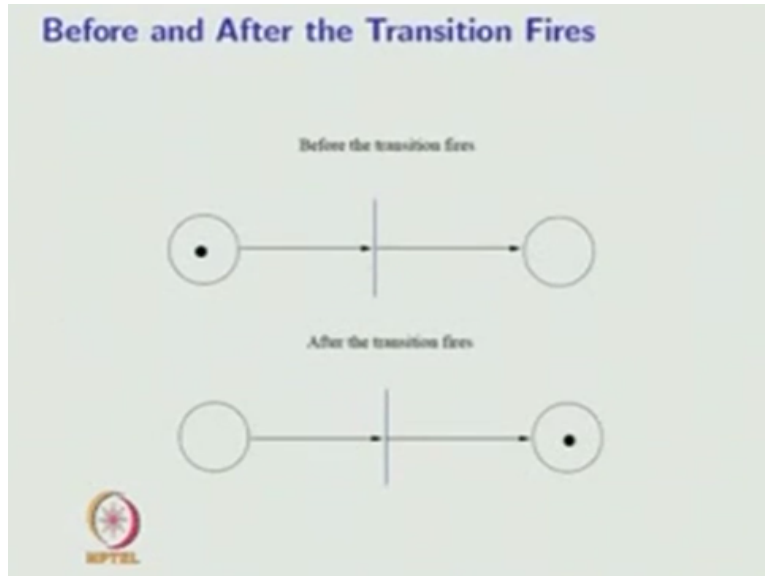 Before and After the Transition Fires
Before the transition fires
After the transition fires
NPTEL